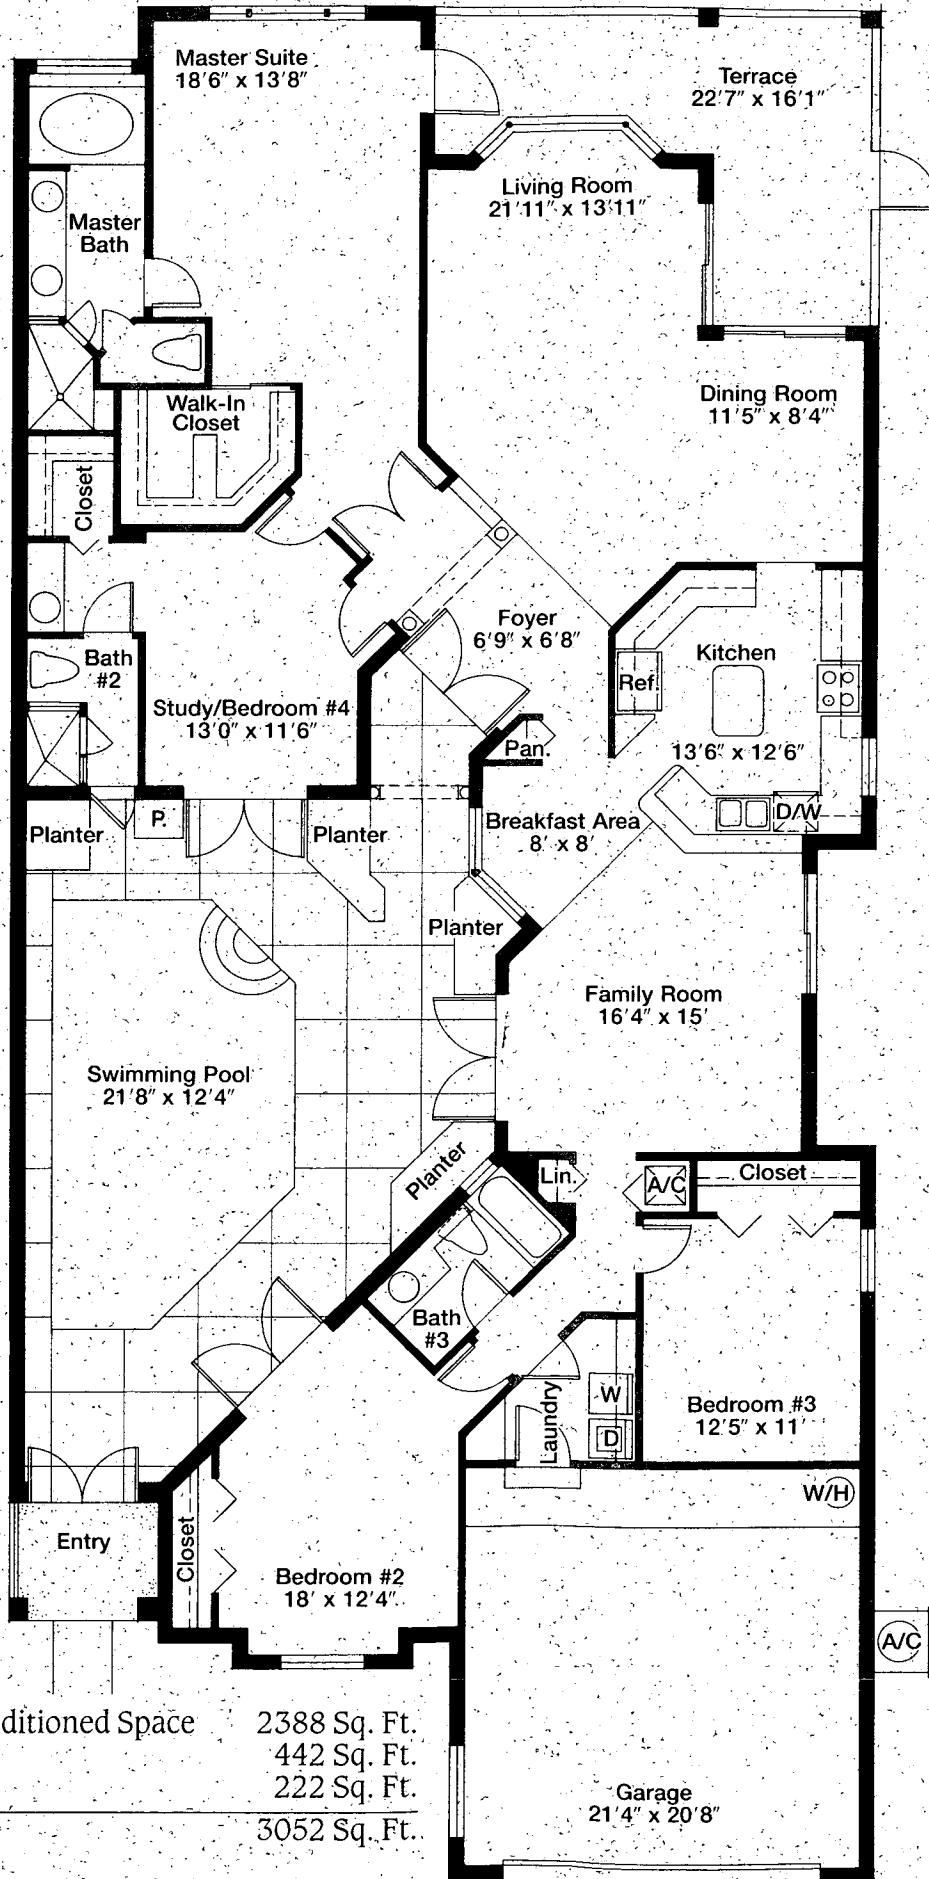 Master Suite
18'6" x 13'8"
Terrace
22'7" x 16'1"
Living Room
21'11" x 13'11"
Master
Bath
Dining Room
11'5" x 8'4"
Walk-In
Closet
Closet
Foyer
6'9" x 6'8"
Kitchen
13'6" x 12'6"
Ref.
Bath
#2
Study/Bedroom #4
13'0" x 11'6"
Pan.
D/W
Planter
P.
Planter
Breakfast Area
8' x 8'
Planter
Family Room
16'4" x 15'
Swimming Pool
21'8" x 12'4"
Planter
Lin.
A/C
Closet
Bath
#3
Laundry
W
D
Bedroom #3
12'5" x 11'
W/H
Entry
Closet
Bedroom #2
18' x 12'4"
A/C
ditioned Space 2388 Sq. Ft.
442 Sq. Ft.
222 Sq. Ft.
3052 Sq. Ft.
Garage
21'4" x 20'8"